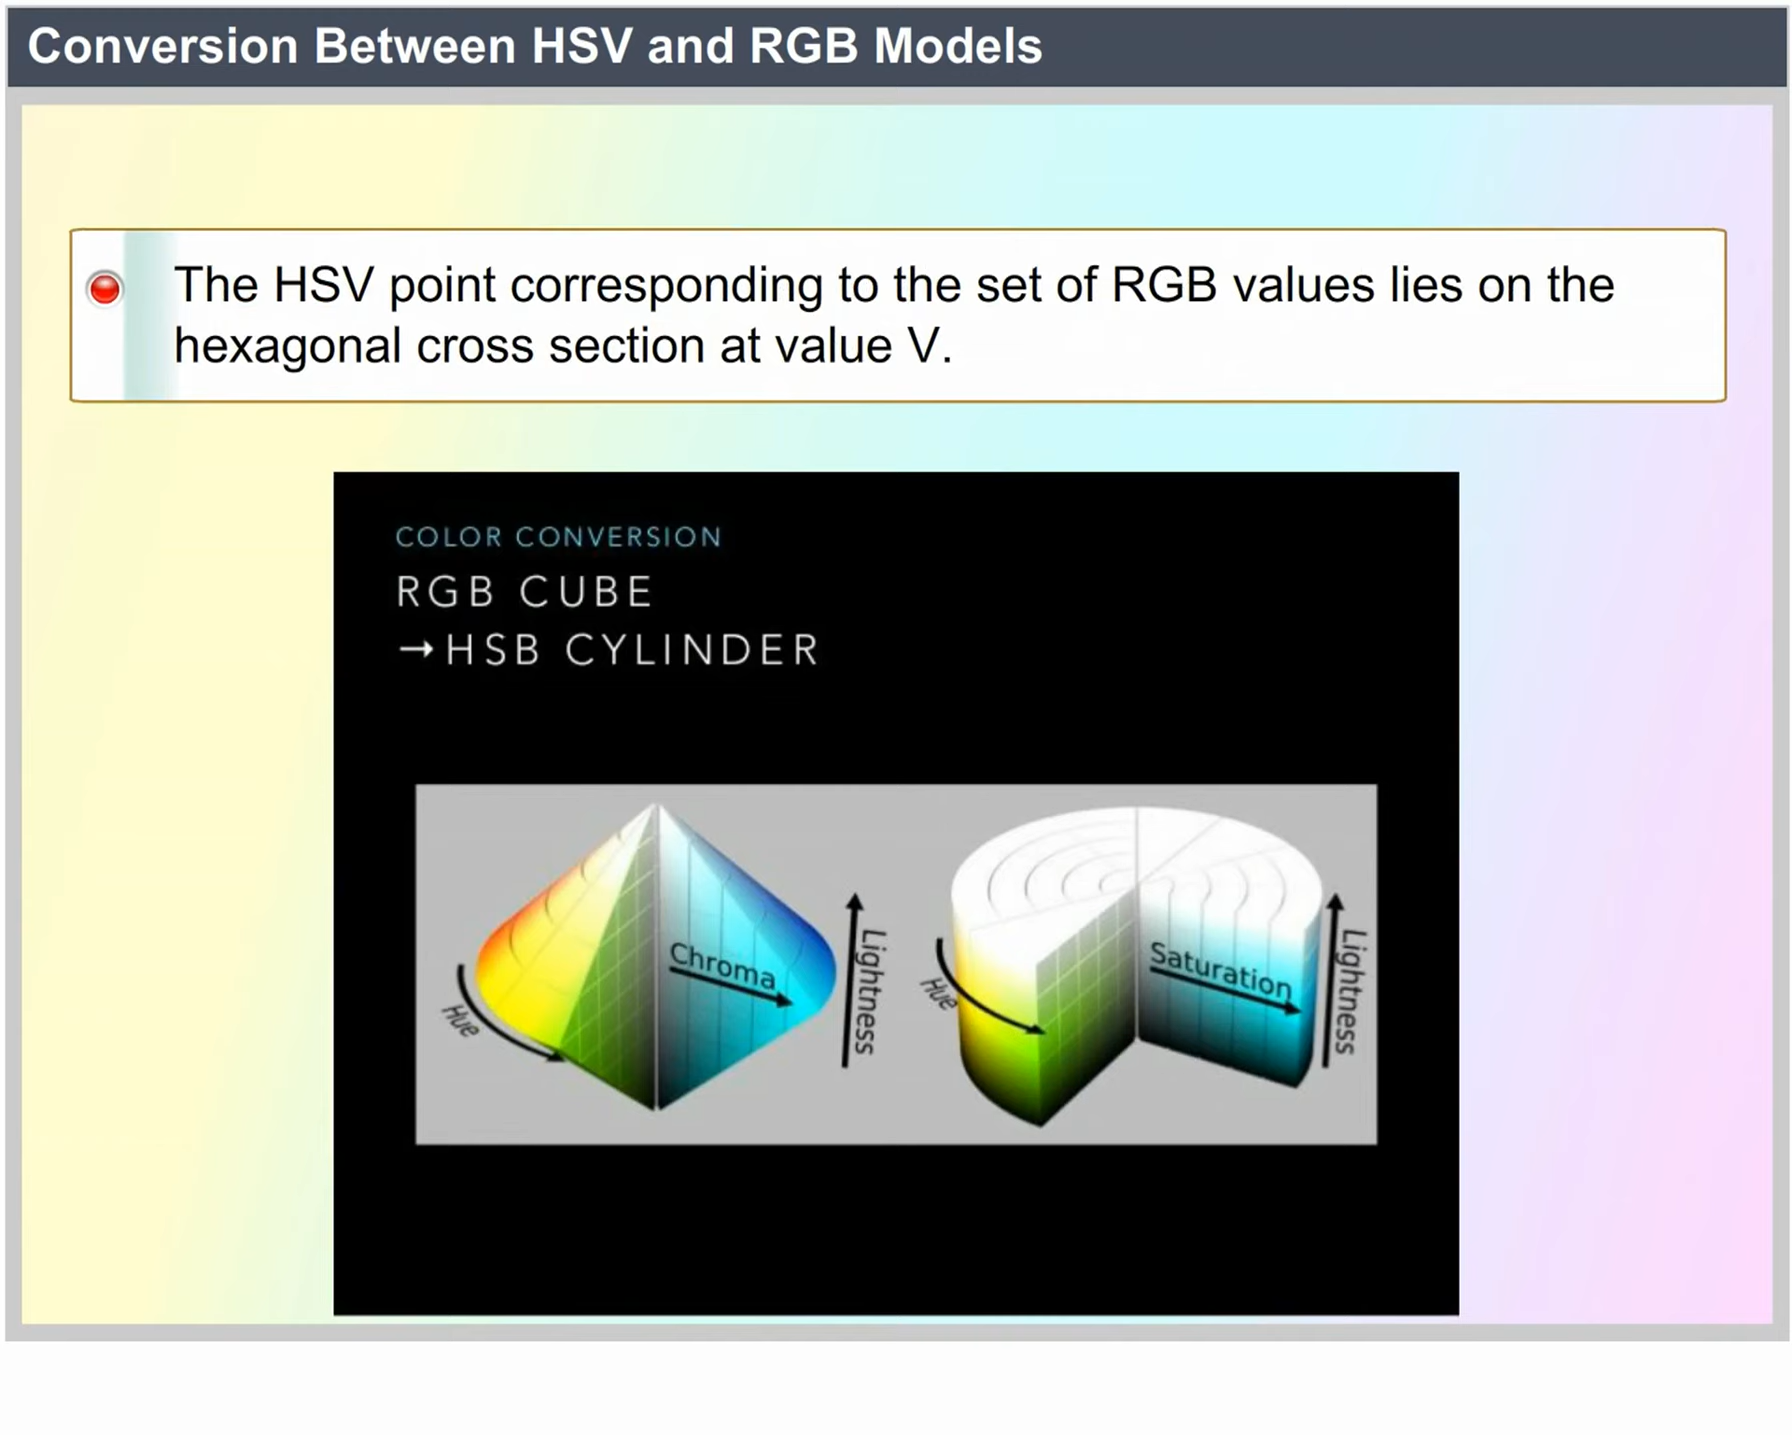 Conversion Between HSV and RGB Models
The HSV point corresponding to the set of RGB values lies on the
hexagonal cross section at value V.
COLOR CONVERSION
RGB CUBE
→HSB CYLINDER
Chroma
Hue
Lightness
Saturation
Hue
Lightness